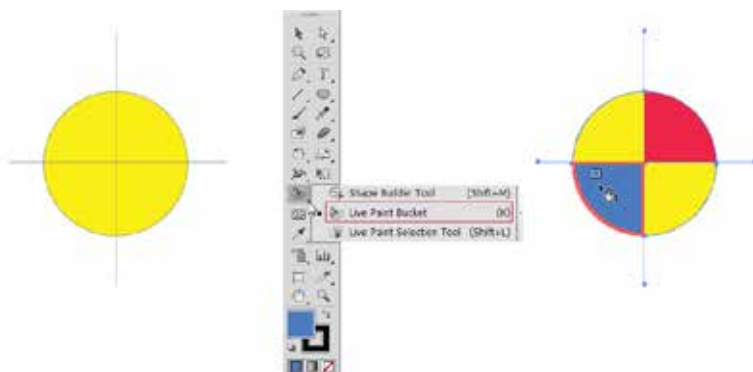 Shape Builder Tool (Shift+M)
Live Paint Bucket (K)
Live Paint Selection Tool (Shift+L)